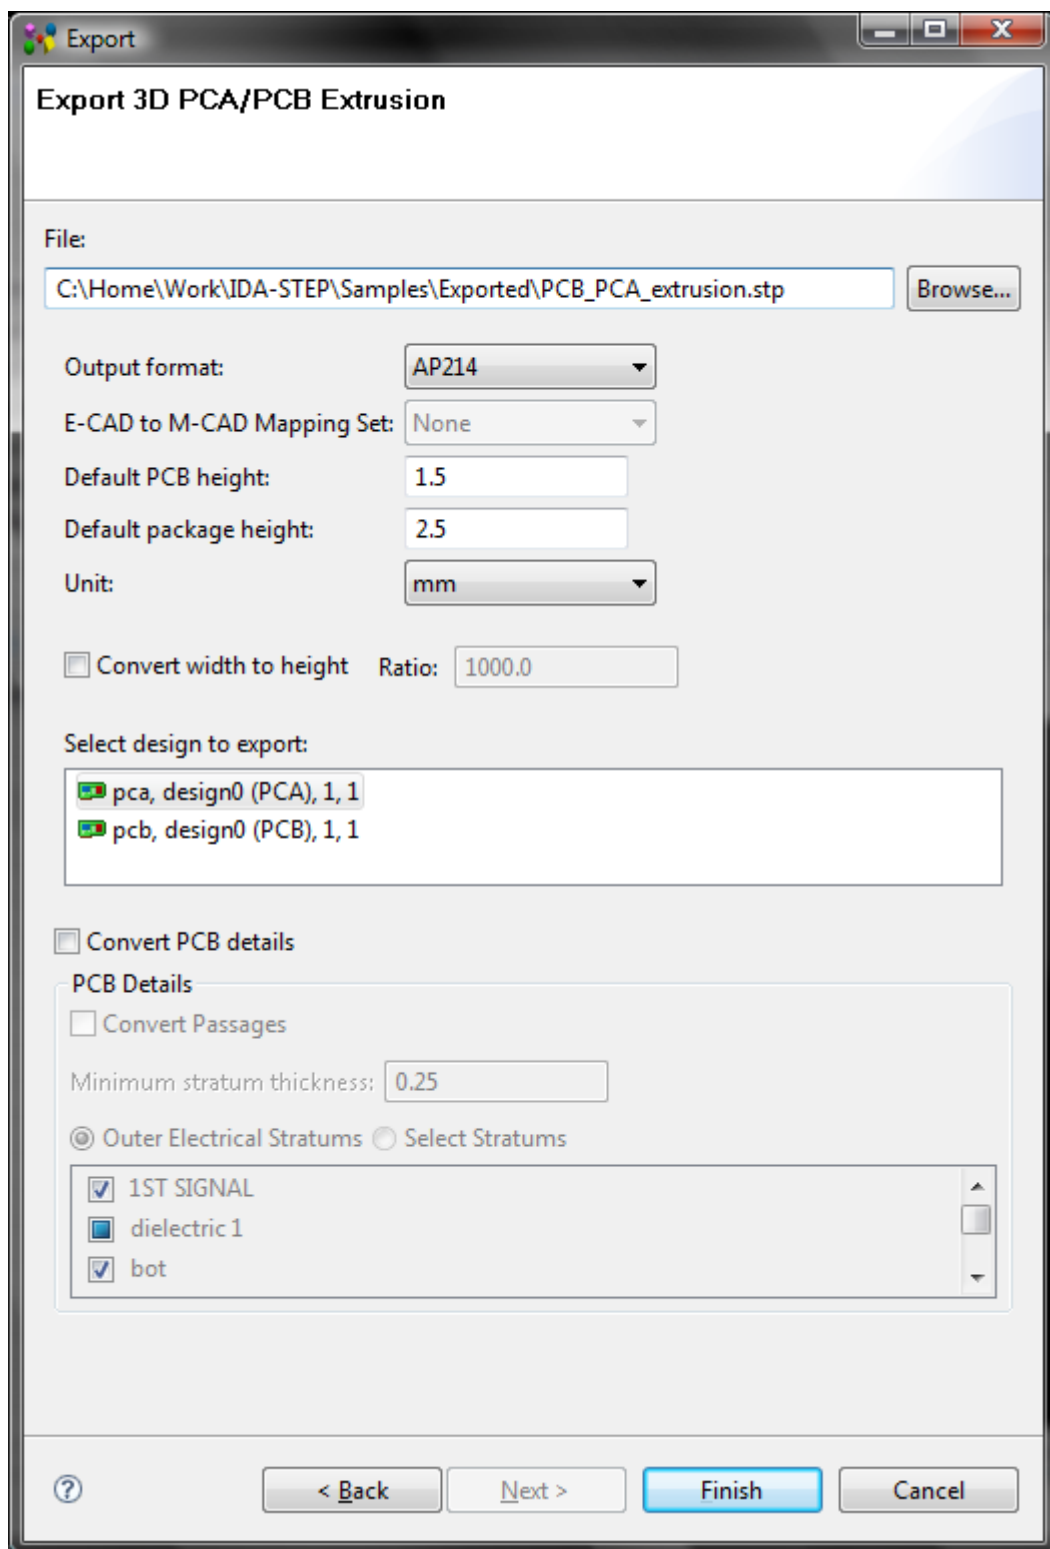 Export
Export 3D PCA/PCB Extrusion
File:
C:\Home\Work\IDA-STEP\Samples\Exported\PCB_PCA_extrusion.stp Browse...
Output format: AP214
E-CAD to M-CAD Mapping Set: None
Default PCB height: 1.5
Default package height: 2.5
Unit: mm
Convert width to height Ratio: 1000.0
Select design to export:
pca, design0 (PCA), 1, 1
pcb, design0 (PCB), 1, 1
Convert PCB details
PCB Details
Convert Passages
Minimum stratum thickness: 0.25
Outer Electrical Stratums Select Stratums
1ST SIGNAL
dielectric 1
bot
? < Back Next > Finish Cancel